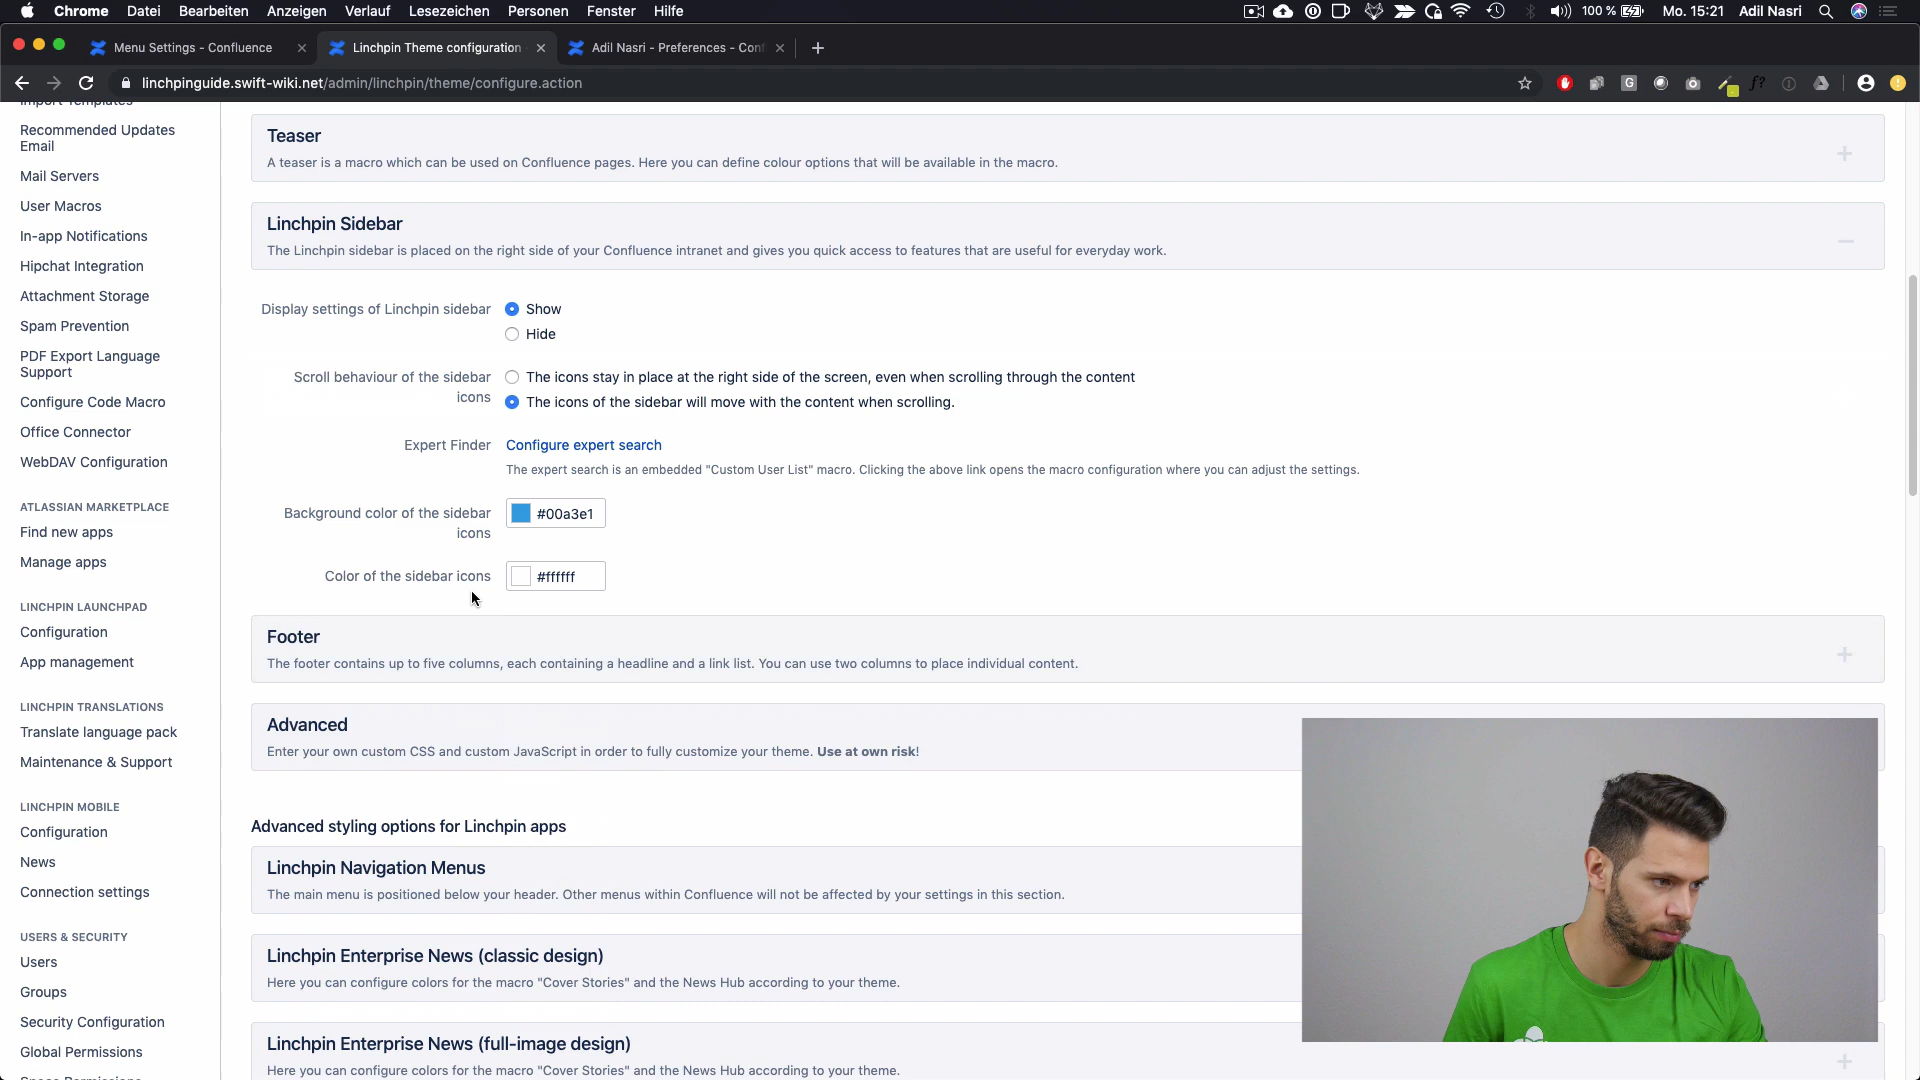 Chrome Datei Bearbeiten Anzeigen Verlauf Lesezeichen Personen Fenster Hilfe 100 % Mo. 15:21 Adil Nasri
Menu Settings - Confluence Linchpin Theme configuration Adil Nasri - Preferences - Conf
linchpinguide.swift-wiki.net/admin/linchpin/theme/configure.action
Import Templates
Recommended Updates
Email
Mail Servers
User Macros
In-app Notifications
Hipchat Integration
Attachment Storage
Spam Prevention
PDF Export Language
Support
Configure Code Macro
Office Connector
WebDAV Configuration
ATLASSIAN MARKETPLACE
Find new apps
Manage apps
LINCHPIN LAUNCHPAD
Configuration
App management
LINCHPIN TRANSLATIONS
Translate language pack
Maintenance & Support
LINCHPIN MOBILE
Configuration
News
Connection settings
USERS & SECURITY
Users
Groups
Security Configuration
Global Permissions
Space Permissions
Teaser
A teaser is a macro which can be used on Confluence pages. Here you can define colour options that will be available in the macro.
Linchpin Sidebar
The Linchpin sidebar is placed on the right side of your Confluence intranet and gives you quick access to features that are useful for everyday work.
Display settings of Linchpin sidebar Show
Hide
Scroll behaviour of the sidebar
icons
The icons stay in place at the right side of the screen, even when scrolling through the content
The icons of the sidebar will move with the content when scrolling.
Expert Finder Configure expert search
The expert search is an embedded "Custom User List" macro. Clicking the above link opens the macro configuration where you can adjust the settings.
Background color of the sidebar
icons
#00a3e1
Color of the sidebar icons #ffffff
Footer
The footer contains up to five columns, each containing a headline and a link list. You can use two columns to place individual content.
Advanced
Enter your own custom CSS and custom JavaScript in order to fully customize your theme. Use at own risk!
Advanced styling options for Linchpin apps
Linchpin Navigation Menus
The main menu is positioned below your header. Other menus within Confluence will not be affected by your settings in this section.
Linchpin Enterprise News (classic design)
Here you can configure colors for the macro "Cover Stories" and the News Hub according to your theme.
Linchpin Enterprise News (full-image design)
Here you can configure colors for the macro "Cover Stories" and the News Hub according to your theme.